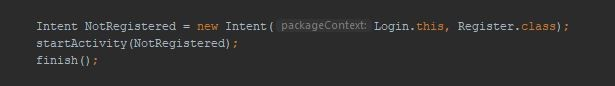 Intent NotRegistered = new Intent( packageContext: Login.this, Register.class);
startActivity(NotRegistered);
finish();